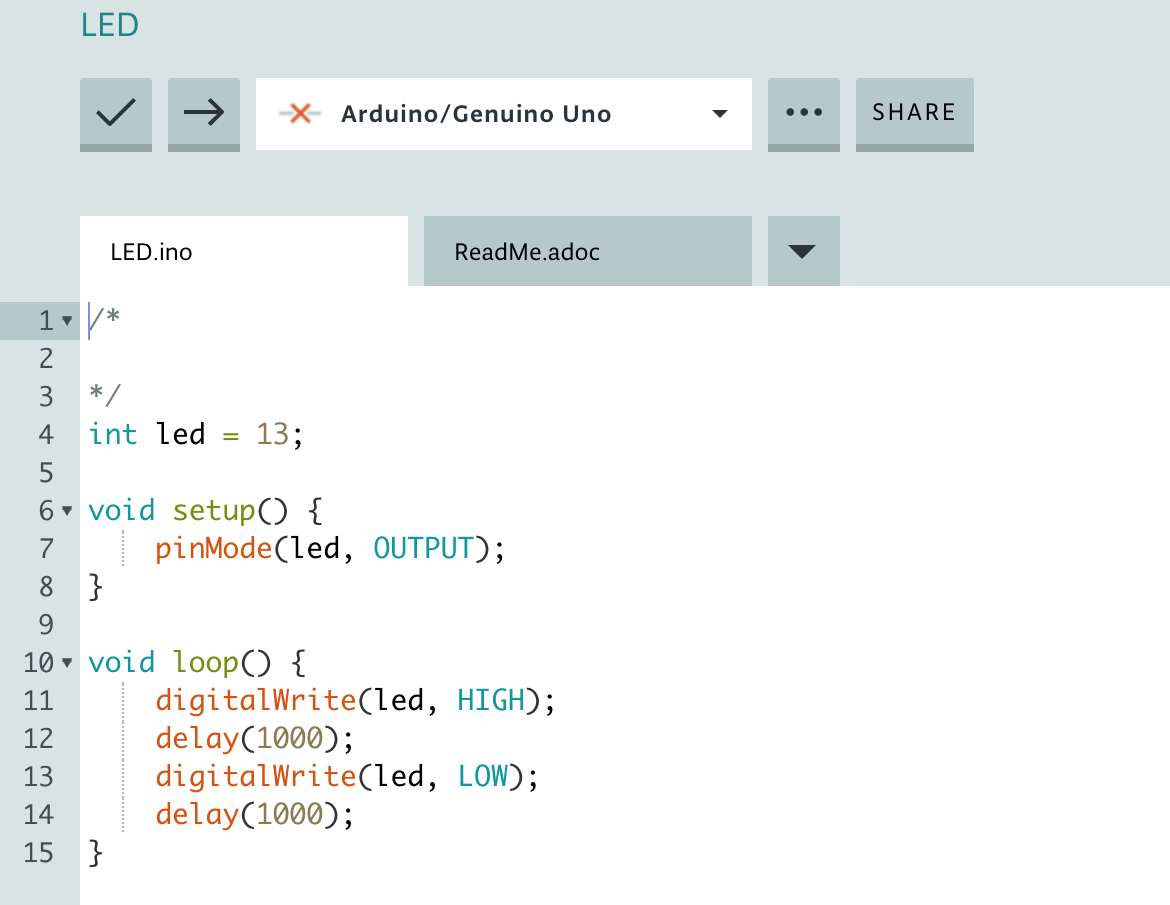 LED
Arduino/Genuino Uno
SHARE
LED.ino
ReadMe.adoc
1 /*
2
3 */
4 int led = 13;
5
6 void setup() {
7     pinMode(led, OUTPUT);
8 }
9
10 void loop() {
11     digitalWrite(led, HIGH);
12     delay(1000);
13     digitalWrite(led, LOW);
14     delay(1000);
15 }